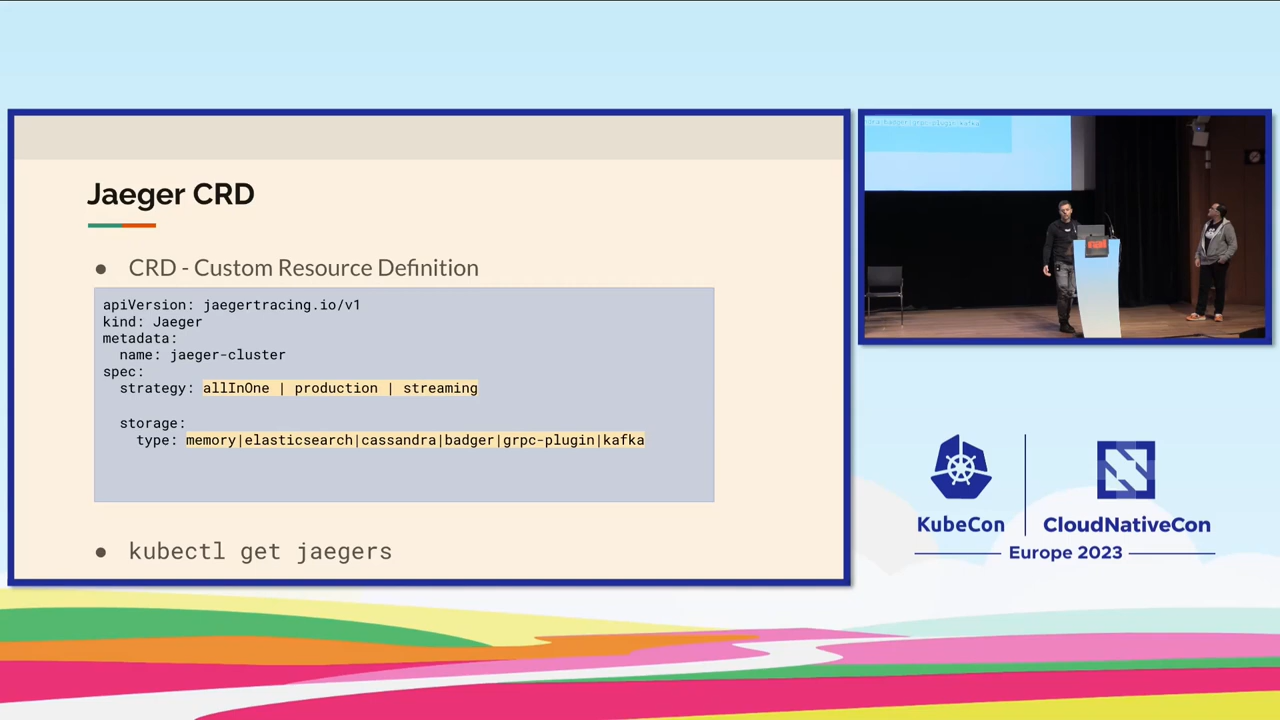 Jaeger CRD
● CRD - Custom Resource Definition
apiVersion: jaegertracing.io/v1
kind: Jaeger
metadata:
  name: jaeger-cluster
spec:
  strategy: allInOne | production | streaming
  storage:
    type: memory|elasticsearch|cassandra|badger|grpc-plugin|kafka
● kubectl get jaegers
KubeCon
CloudNativeCon
Europe 2023